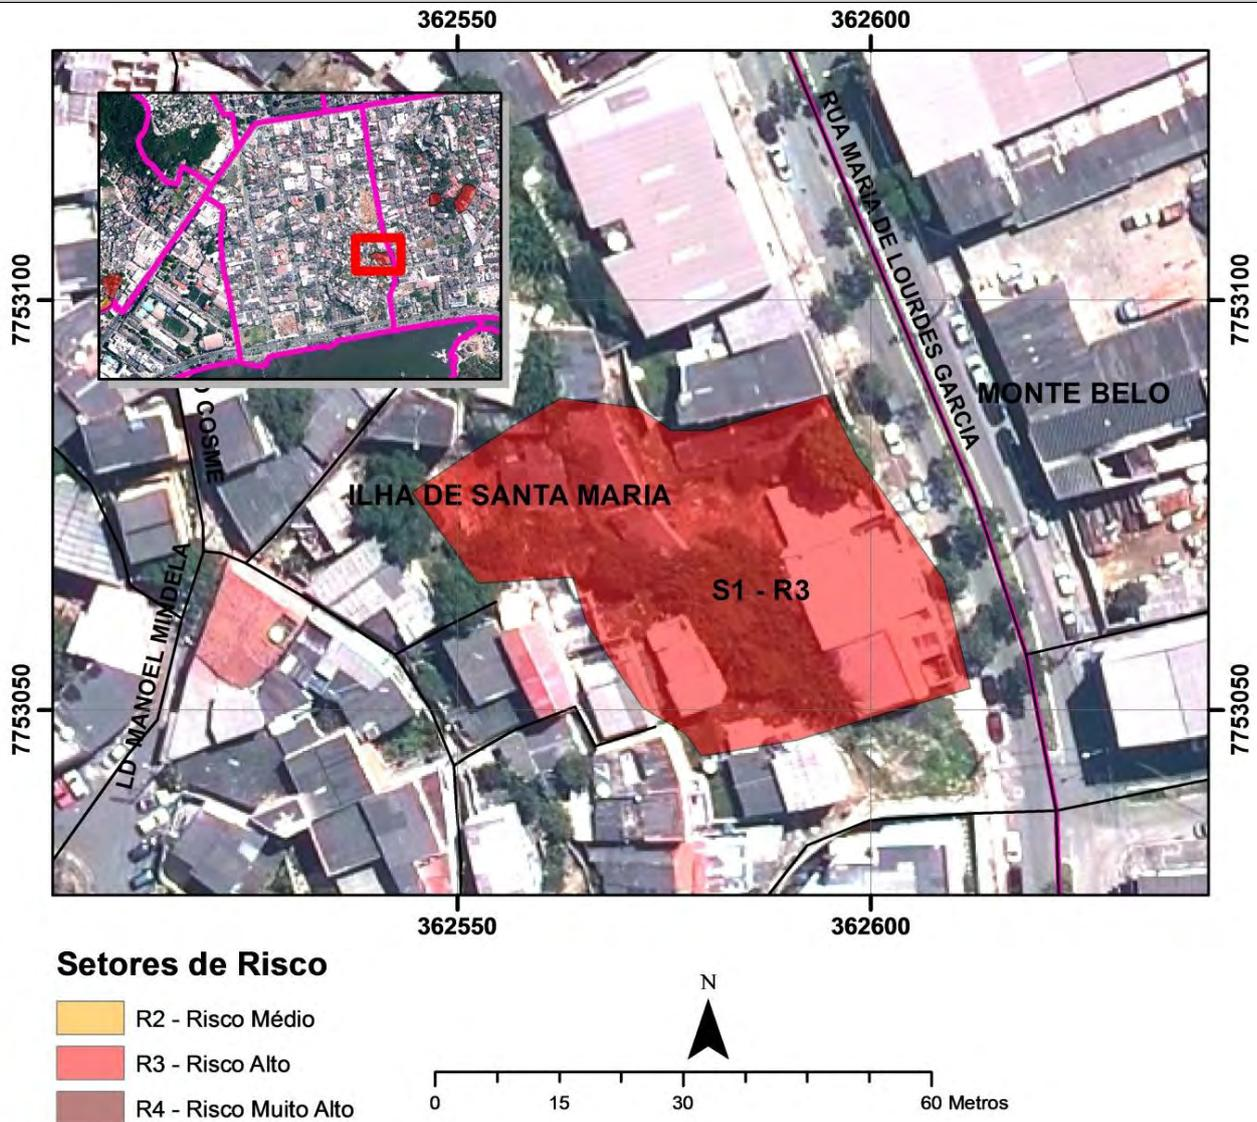 362550
362600
RUA MARIA DE LOURDES GARCIA
7753100
7753100
MONTE BELO
COSME
ILHA DE SANTA MARIA
S1 - R3
LD MANOEL MINDELA
7753050
7753050
362550
362600
Setores de Risco
R2 - Risco Médio
R3 - Risco Alto
R4 - Risco Muito Alto
N
0 15 30 60 Metros